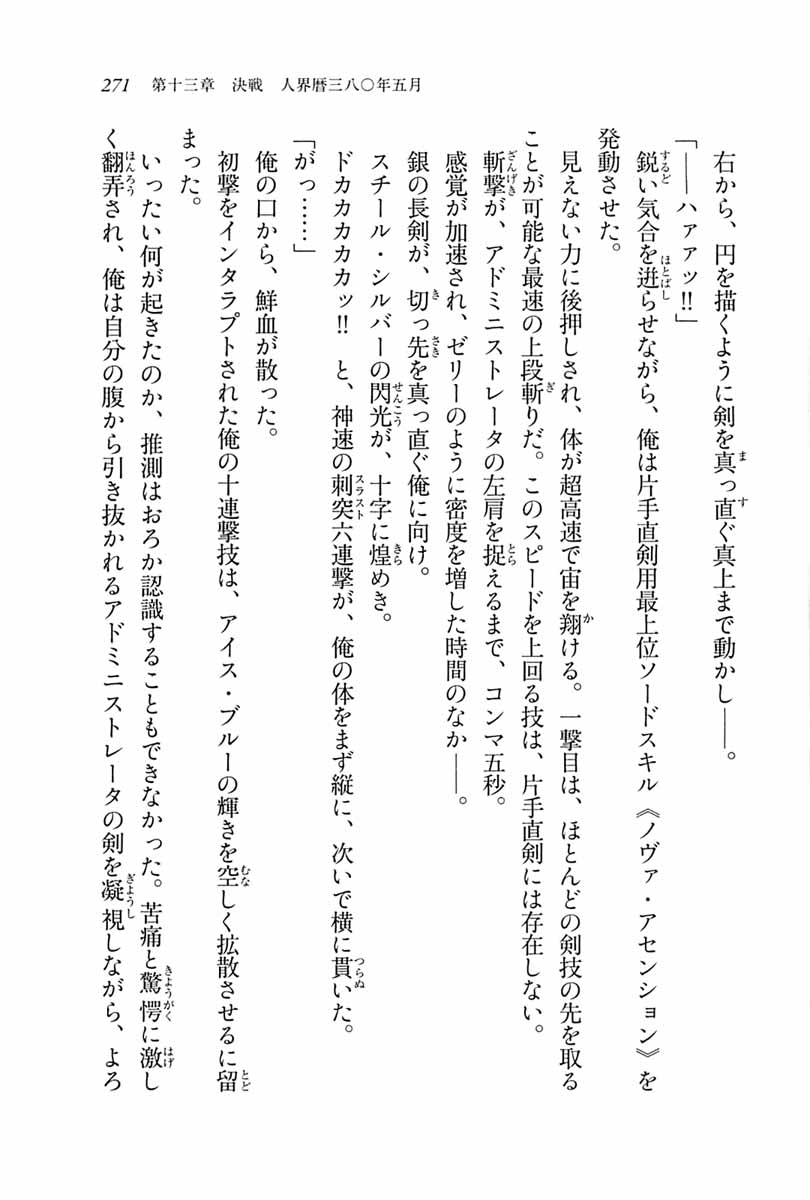 271　第十三章　決戦　人界暦三八〇年五月
　右から、円を描くように剣を真っ直ぐ真上まで動かし――。
「――ハァァッ!!」
　鋭い気合を迸らせながら、俺は片手直剣用最上位ソードスキル《ノヴァ・アセンション》を
発動させた。
　見えない力に後押しされ、体が超高速で宙を翔ける。一撃目は、ほとんどの剣技の先を取る
ことが可能な最速の上段斬りだ。このスピードを上回る技は、片手直剣には存在しない。
　斬撃が、アドミニストレータの左肩を捉えるまで、コンマ五秒。
　感覚が加速され、ゼリーのように密度を増した時間のなか――。
　銀の長剣が、切っ先を真っ直ぐ俺に向け。
　スチール・シルバーの閃光が、十字に煌めき。
　ドカカカカカッ!!　と、神速の刺突六連撃が、俺の体をまず縦に、次いで横に貫いた。
「がっ……」
　俺の口から、鮮血が散った。
　初撃をインタラプトされた俺の十連撃技は、アイス・ブルーの輝きを空しく拡散させるに留
まった。
　いったい何が起きたのか、推測はおろか認識することもできなかった。苦痛と驚愕に激し
く翻弄され、俺は自分の腹から引き抜かれるアドミニストレータの剣を凝視しながら、よろ